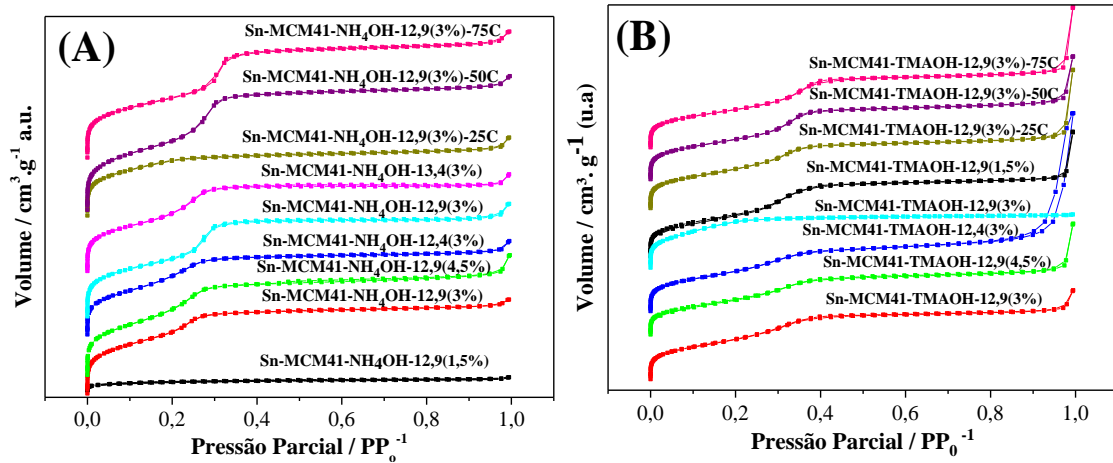 (A)
Sn-MCM41-NH4OH-12,9(3%)-75C
Sn-MCM41-NH4OH-12,9(3%)-50C
Sn-MCM41-NH4OH-12,9(3%)-25C
Sn-MCM41-NH4OH-13,4(3%)
Sn-MCM41-NH4OH-12,9(3%)
Sn-MCM41-NH4OH-12,4(3%)
Sn-MCM41-NH4OH-12,9(4,5%)
Sn-MCM41-NH4OH-12,9(3%)
Sn-MCM41-NH4OH-12,9(1,5%)
Volume / cm3.g-1 a.u.
0,0 0,2 0,4 0,6 0,8 1,0
Pressão Parcial / PPo-1
(B)
Sn-MCM41-TMAOH-12,9(3%)-75C
Sn-MCM41-TMAOH-12,9(3%)-50C
Sn-MCM41-TMAOH-12,9(3%)-25C
Sn-MCM41-TMAOH-12,9(1,5%)
Sn-MCM41-TMAOH-12,9(3%)
Sn-MCM41-TMAOH-12,4(3%)
Sn-MCM41-TMAOH-12,9(4,5%)
Sn-MCM41-TMAOH-12,9(3%)
Volume / cm³. g-1 (u.a)
0,0 0,2 0,4 0,6 0,8 1,0
Pressão Parcial / PP0-1